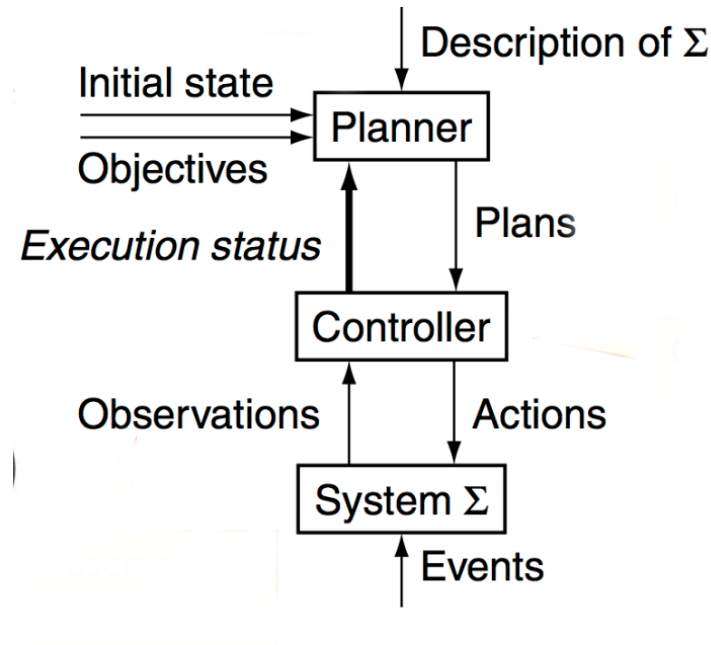 Description of Σ
Initial state
Planner
Objectives
Plans
Execution status
Controller
Observations
Actions
System Σ
Events